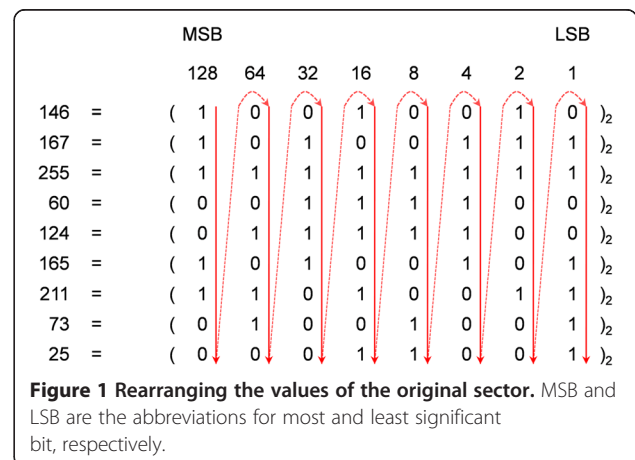 MSB LSB
128 64 32 16 8 4 2 1
146 = ( 1 0 0 1 0 0 1 0 )2
167 = ( 1 0 1 0 0 1 1 1 )2
255 = ( 1 1 1 1 1 1 1 1 )2
60 = ( 0 0 1 1 1 1 0 0 )2
124 = ( 0 1 1 1 1 1 0 0 )2
165 = ( 1 0 1 0 0 1 0 1 )2
211 = ( 1 1 0 1 0 0 1 1 )2
73 = ( 0 1 0 0 1 0 0 1 )2
25 = ( 0 0 0 1 1 0 0 1 )2
Figure 1 Rearranging the values of the original sector. MSB and
LSB are the abbreviations for most and least significant
bit, respectively.